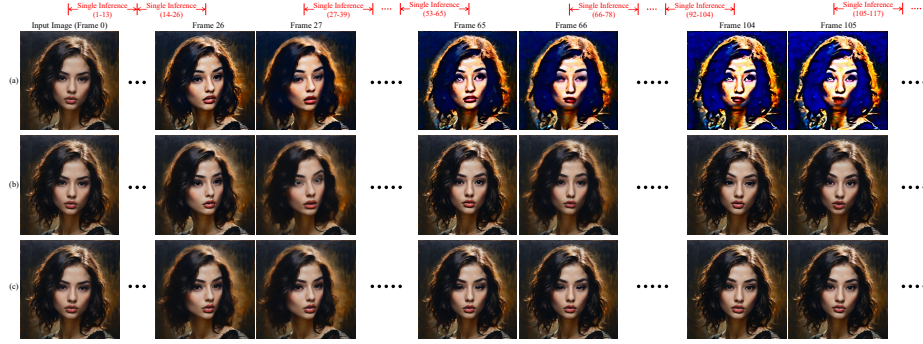 Single Inference
(1-13)
Single Inference
(14-26)
Single Inference
(27-39)
....
Single Inference
(53-65)
Single Inference
(66-78)
....
Single Inference
(92-104)
Single Inference
(105-117)
....
Input Image (Frame 0)
Frame 26
Frame 27
Frame 65
Frame 66
Frame 104
Frame 105
(a)
(b)
(c)